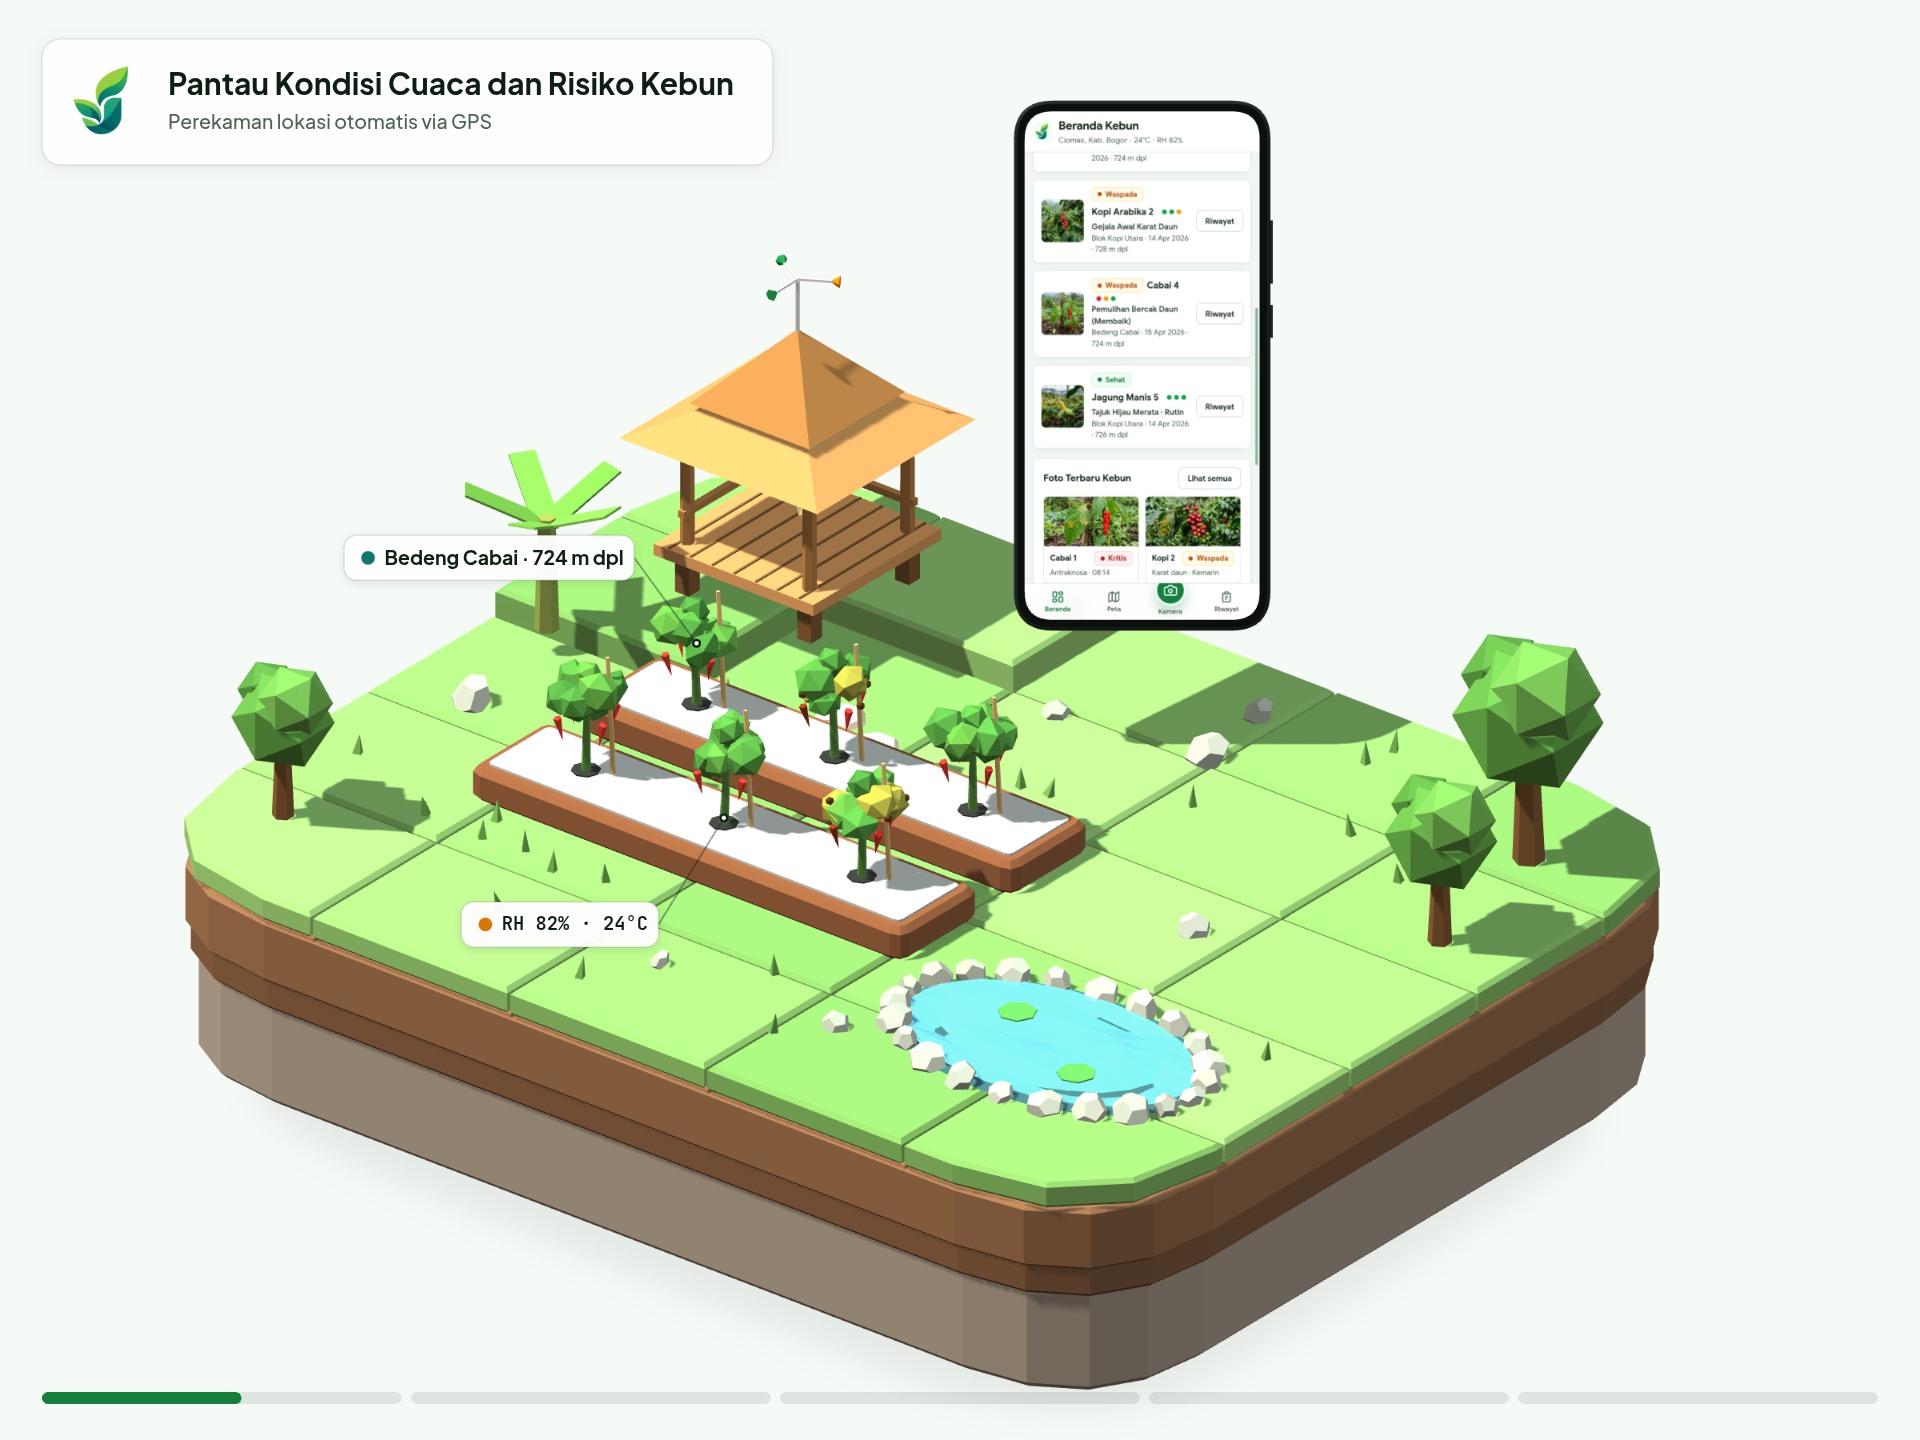 Pantau Kondisi Cuaca dan Risiko Kebun
Perekaman lokasi otomatis via GPS
Beranda Kebun
Ciomas, Kab. Bogor · 24°C · RH 82%
2026 · 724 m dpl
Waspada
Kopi Arabika 2
Gejala Awal Karat Daun
Blok Kopi Utara · 14 Apr 2026
· 728 m dpl
Riwayat
Waspada Cabai 4
Pemulihan Bercak Daun
(Membaik)
Bedeng Cabai · 15 Apr 2026 ·
724 m dpl
Riwayat
Sehat
Jagung Manis 5
Tajuk Hijau Merata · Rutin
Blok Kopi Utara · 14 Apr 2026
· 726 m dpl
Riwayat
Foto Terbaru Kebun
Lihat semua
Cabai 1 Kritis
Antraknosa · 08:14
Kopi 2 Waspada
Karat daun · Kemarin
Beranda
Peta
Kamera
Riwayat
Bedeng Cabai · 724 m dpl
RH 82% · 24°C